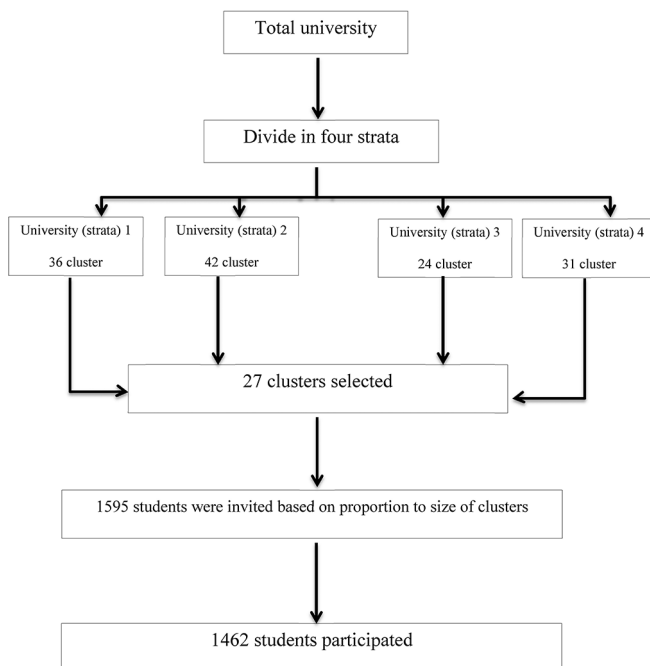 Total university
Divide in four strata
University (strata) 1
36 cluster
University (strata) 2
42 cluster
University (strata) 3
24 cluster
University (strata) 4
31 cluster
27 clusters selected
1595 students were invited based on proportion to size of clusters
1462 students participated